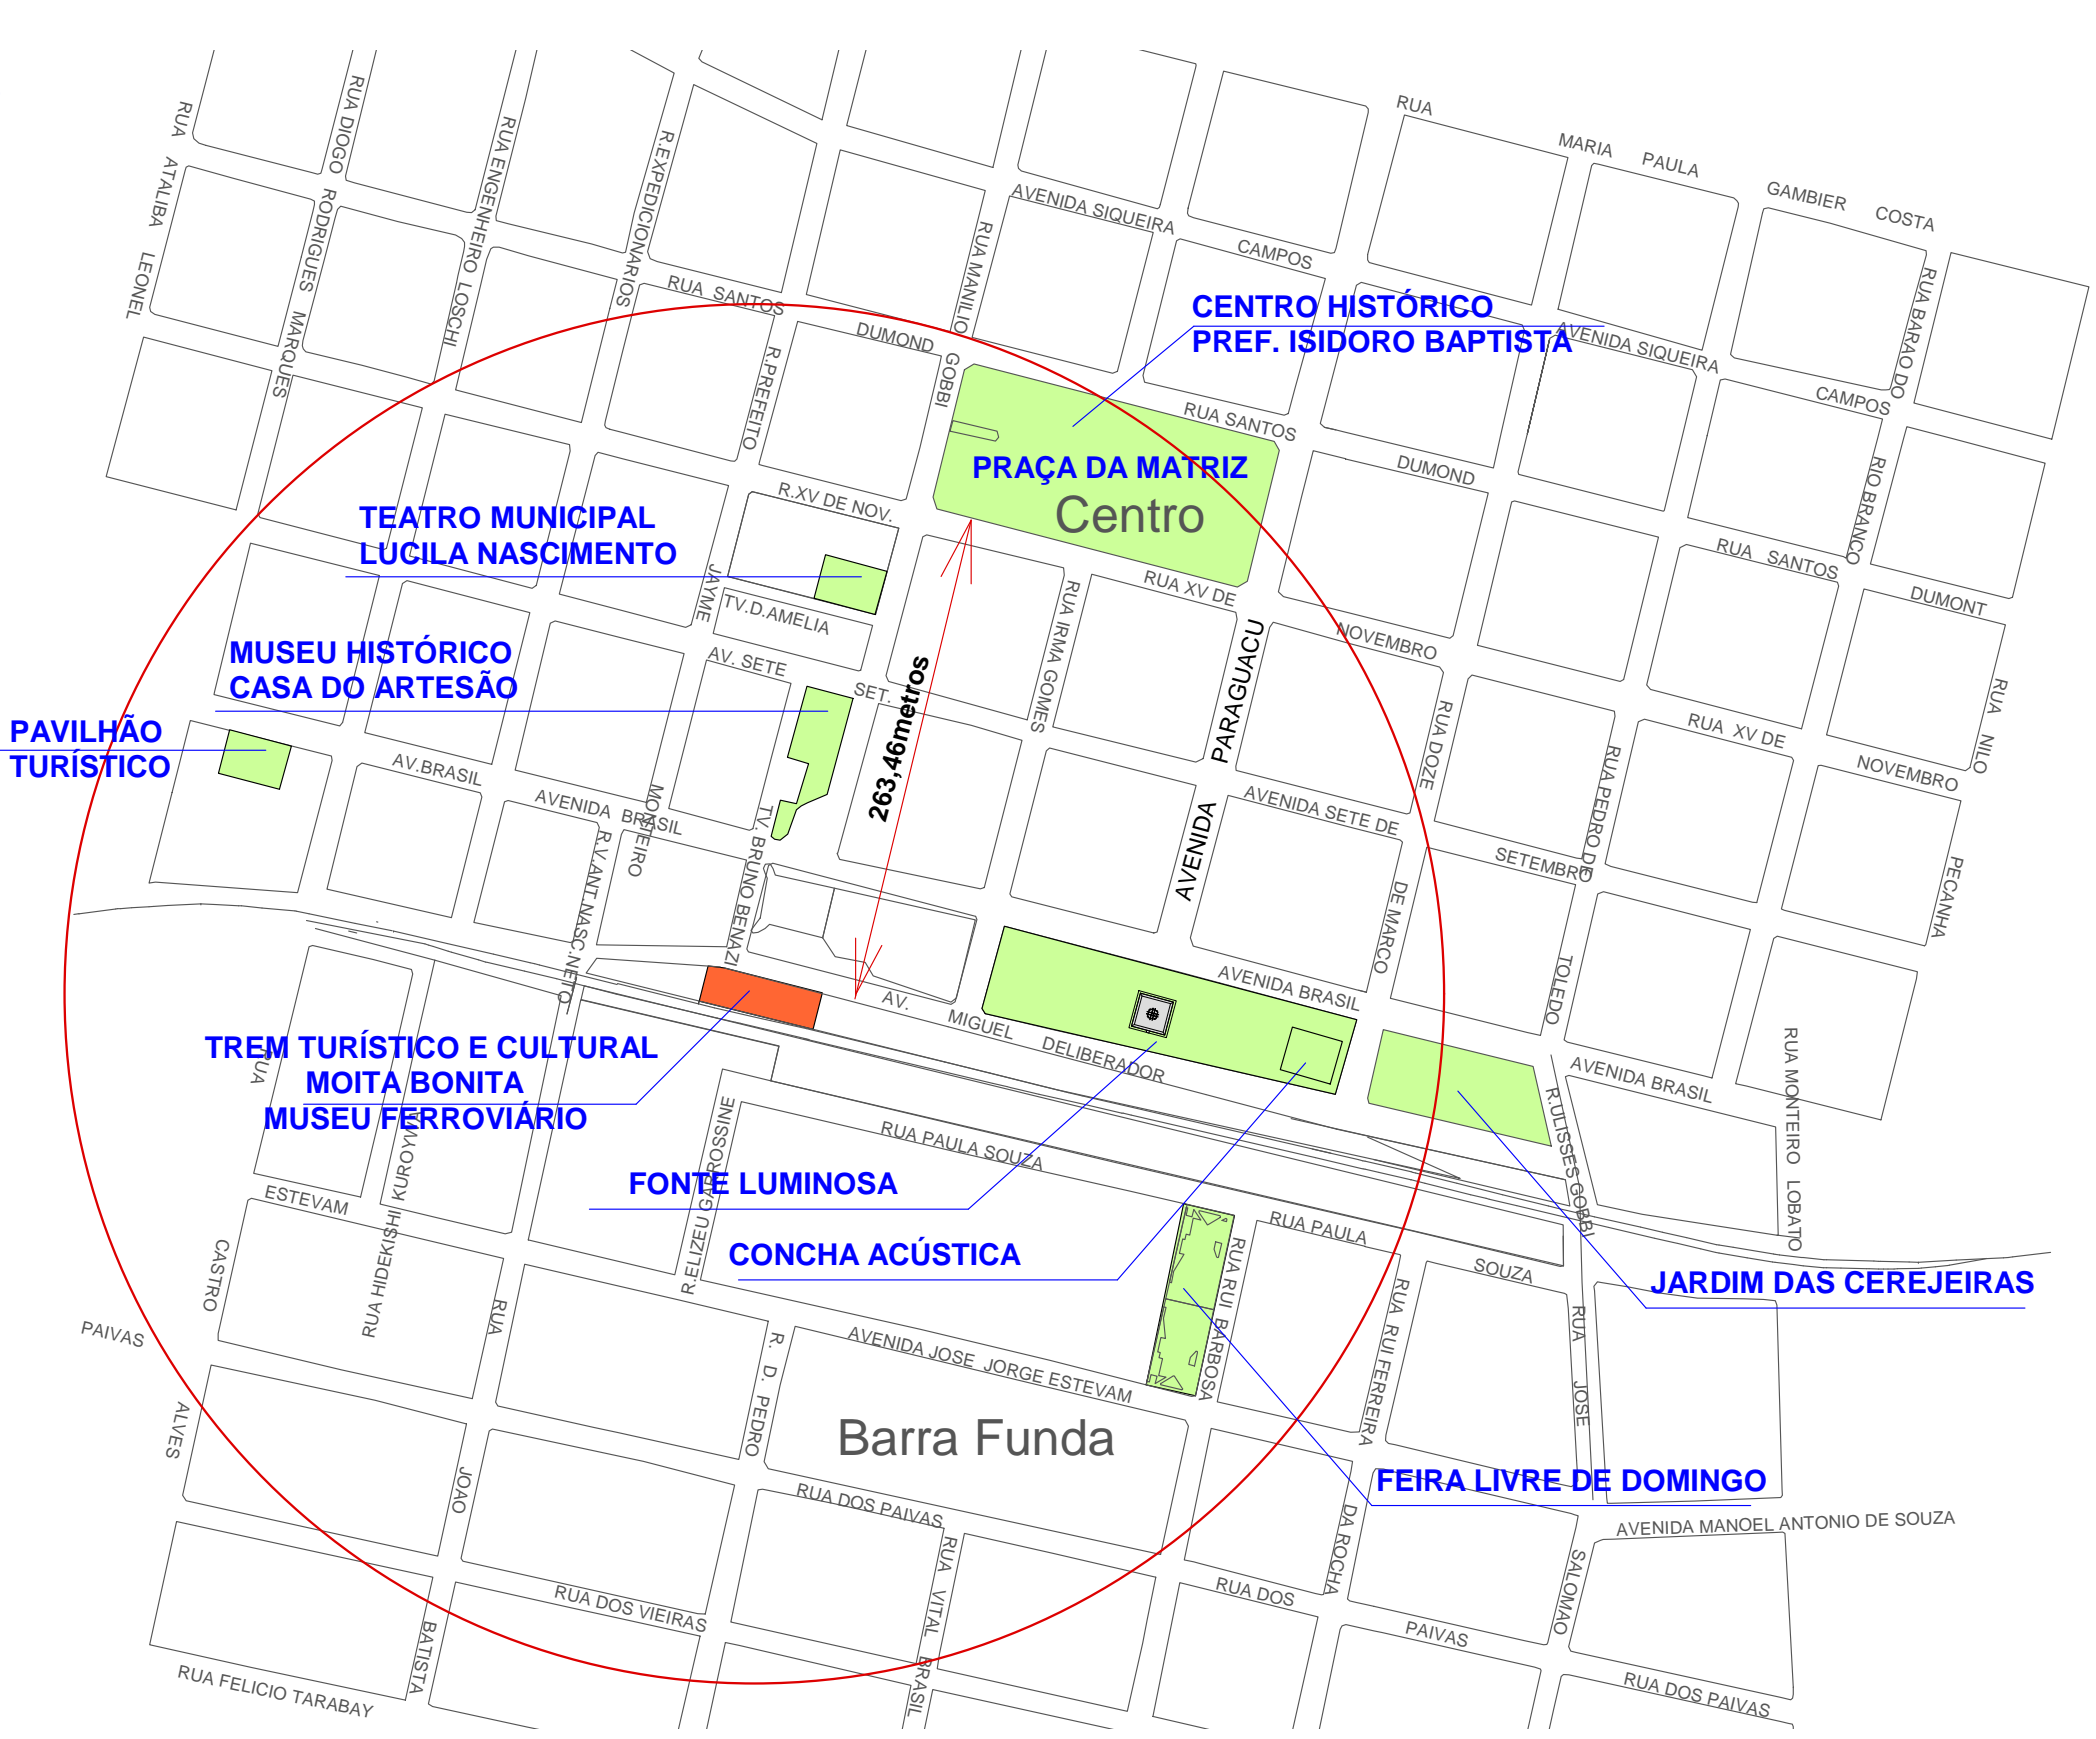 RUA
MARIA PAULA
GAMBIER COSTA
RUA ATALIBA LEONEL
RUA DIOGO RODRIGUES MARQUES
RUA ENGENHEIRO LOSCHI
R.EXPEDICIONARIOS
RUA MANILIO GOBBI
AVENIDA SIQUEIRA
CAMPOS
RUA SANTOS
DUMOND
CENTRO HISTÓRICO
PREF. ISIDORO BAPTISTA
AVENIDA SIQUEIRA
CAMPOS
RUA BARAO DO RIO BRANCO
R.PREFEITO JAYME MONTEIRO
RUA SANTOS
DUMOND
PRAÇA DA MATRIZ
Centro
R.XV DE NOV.
TEATRO MUNICIPAL
LUCILA NASCIMENTO
RUA SANTOS
DUMONT
TV.D.AMELIA
RUA XV DE
NOVEMBRO
RUA IRMA GOMES
AVENIDA PARAGUACU
MUSEU HISTÓRICO
CASA DO ARTESÃO
AV. SETE
SET.
263,46metros
RUA DOZE DE MARCO
RUA PEDRO DE TOLEDO
RUA XV DE
NOVEMBRO
RUA NILO PECANHA
PAVILHÃO
TURÍSTICO
AV.BRASIL
AVENIDA BRASIL
AVENIDA SETE DE
SETEMBRO
R.V.ANT.NASC.NETO
TV. BRUNO BENAZI
AVENIDA BRASIL
AV. MIGUEL DELIBERADOR
AVENIDA BRASIL
RUA MONTEIRO LOBATO
R.ULISSES GOBBI
TREM TURÍSTICO E CULTURAL
MOITA BONITA
MUSEU FERROVIÁRIO
RUA CASTRO ALVES
RUA HIDEKISHI KUROYWA
R.ELIZEU GARROSSINE
RUA PAULA SOUZA
FONTE LUMINOSA
ESTEVAM
RUA PAULA
SOUZA
CONCHA ACÚSTICA
JARDIM DAS CEREJEIRAS
RUA RUI BARBOSA
RUA RUI FERREIRA DA ROCHA
RUA JOSE SALOMAO
PAIVAS
RUA JOAO BATISTA
R. D. PEDRO
AVENIDA JOSE JORGE ESTEVAM
Barra Funda
FEIRA LIVRE DE DOMINGO
RUA DOS PAIVAS
AVENIDA MANOEL ANTONIO DE SOUZA
RUA VITAL BRASIL
RUA DOS VIEIRAS
RUA DOS
PAIVAS
RUA FELICIO TARABAY
RUA DOS PAIVAS